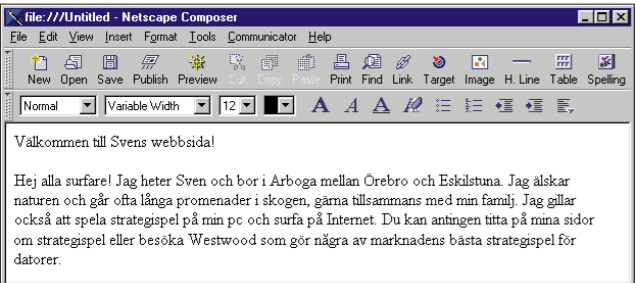 file:///Untitled - Netscape Composer
File Edit View Insert Format Tools Communicator Help
New Open Save Publish Preview Cut Copy Paste Print Find Link Target Image H. Line Table Spelling
Normal Variable Width 12 A A A
Välkommen till Svens webbsida!
Hej alla surfare! Jag heter Sven och bor i Arboga mellan Örebro och Eskilstuna. Jag älskar
naturen och går ofta långa promenader i skogen, gärna tillsammans med min familj. Jag gillar
också att spela strategispel på min pc och surfa på Internet. Du kan antingen titta på mina sidor
om strategispel eller besöka Westwood som gör några av marknadens bästa strategispel för
datorer.